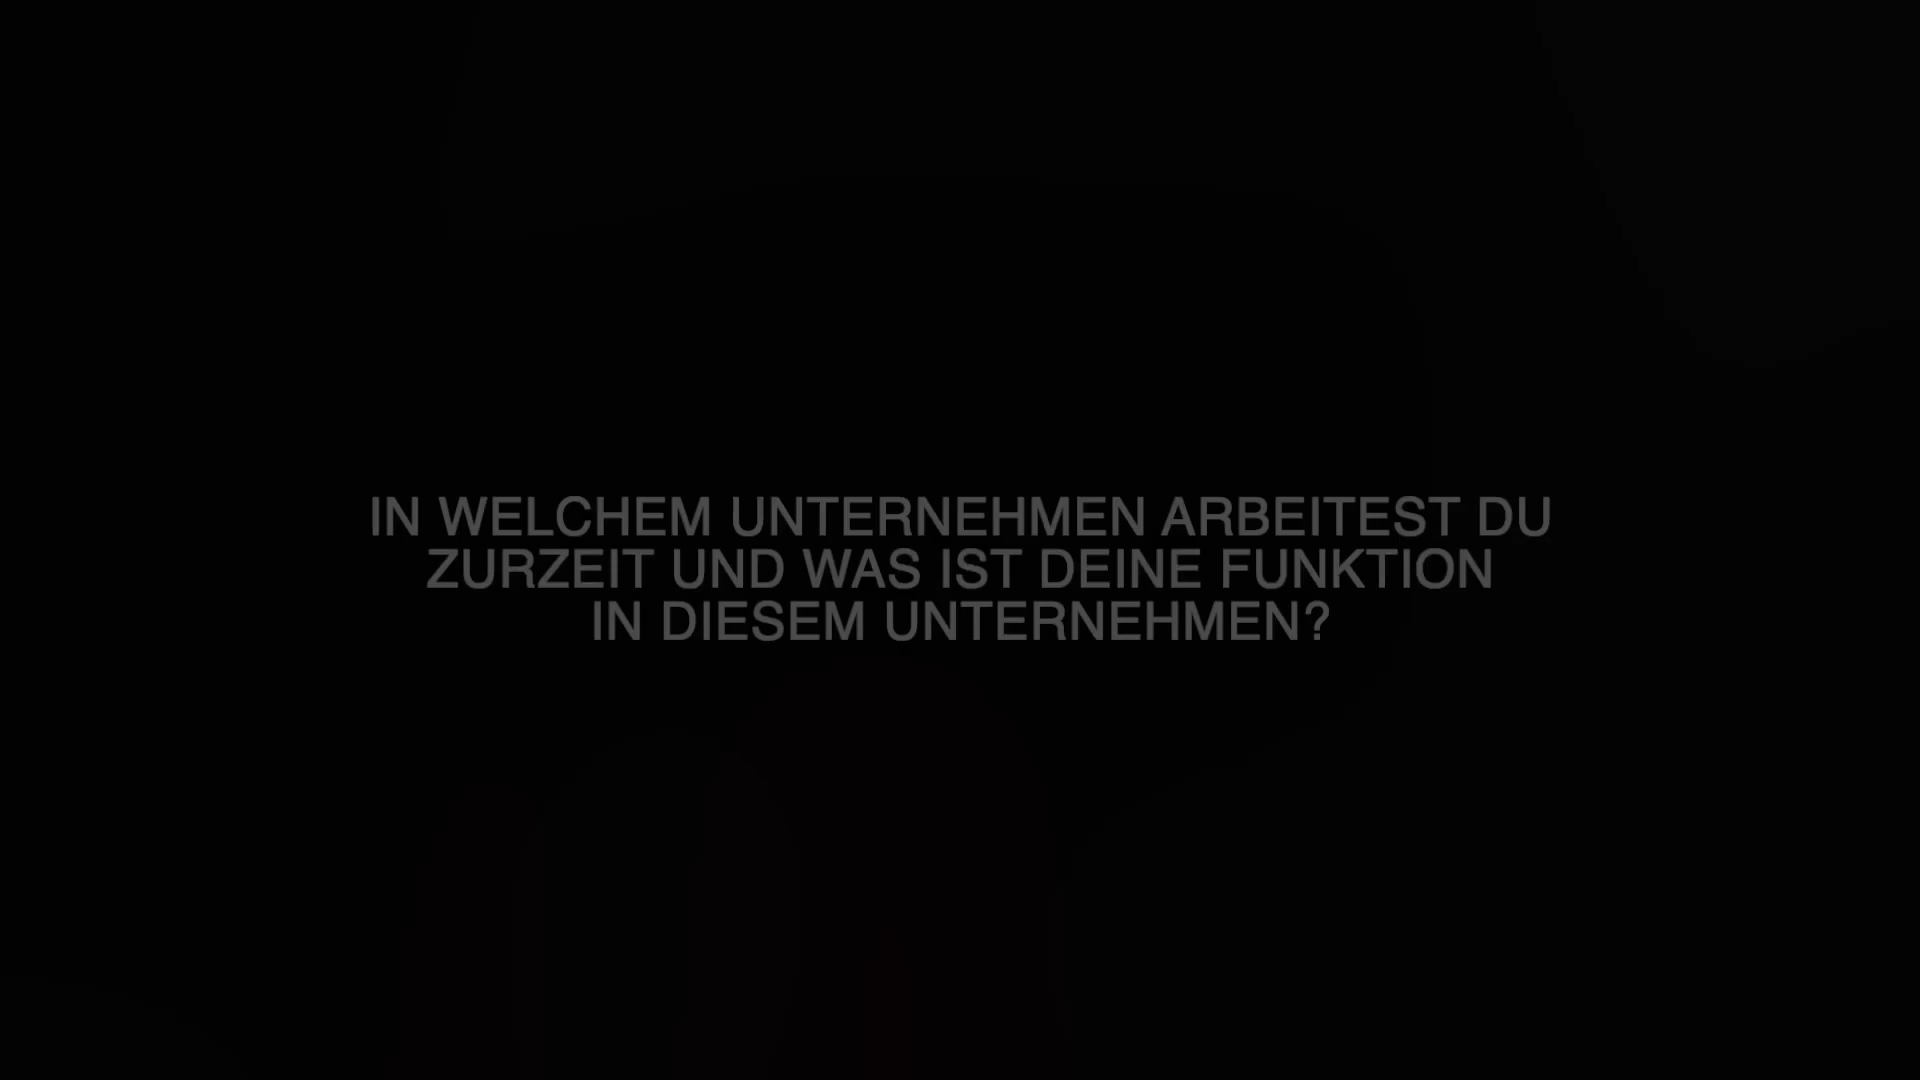 IN WELCHEM UNTERNEHMEN ARBEITEST DU
ZURZEIT UND WAS IST DEINE FUNKTION
IN DIESEM UNTERNEHMEN?